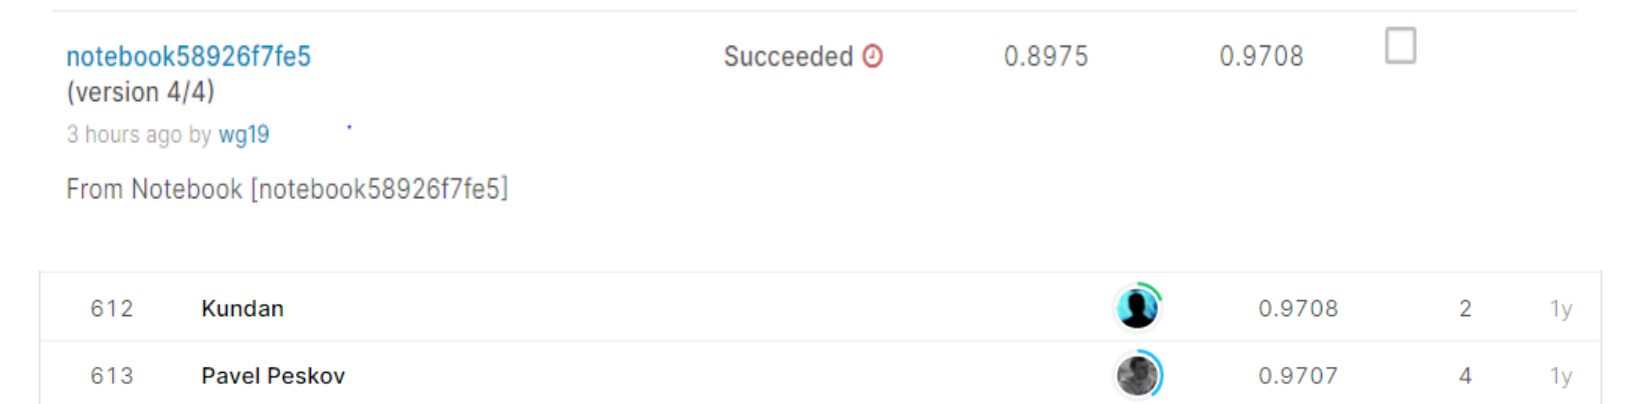 notebook58926f7fe5 Succeeded 0.8975 0.9708
(version 4/4)
3 hours ago by wg19
From Notebook [notebook58926f7fe5]
612 Kundan 0.9708 2 1y
613 Pavel Peskov 0.9707 4 1y